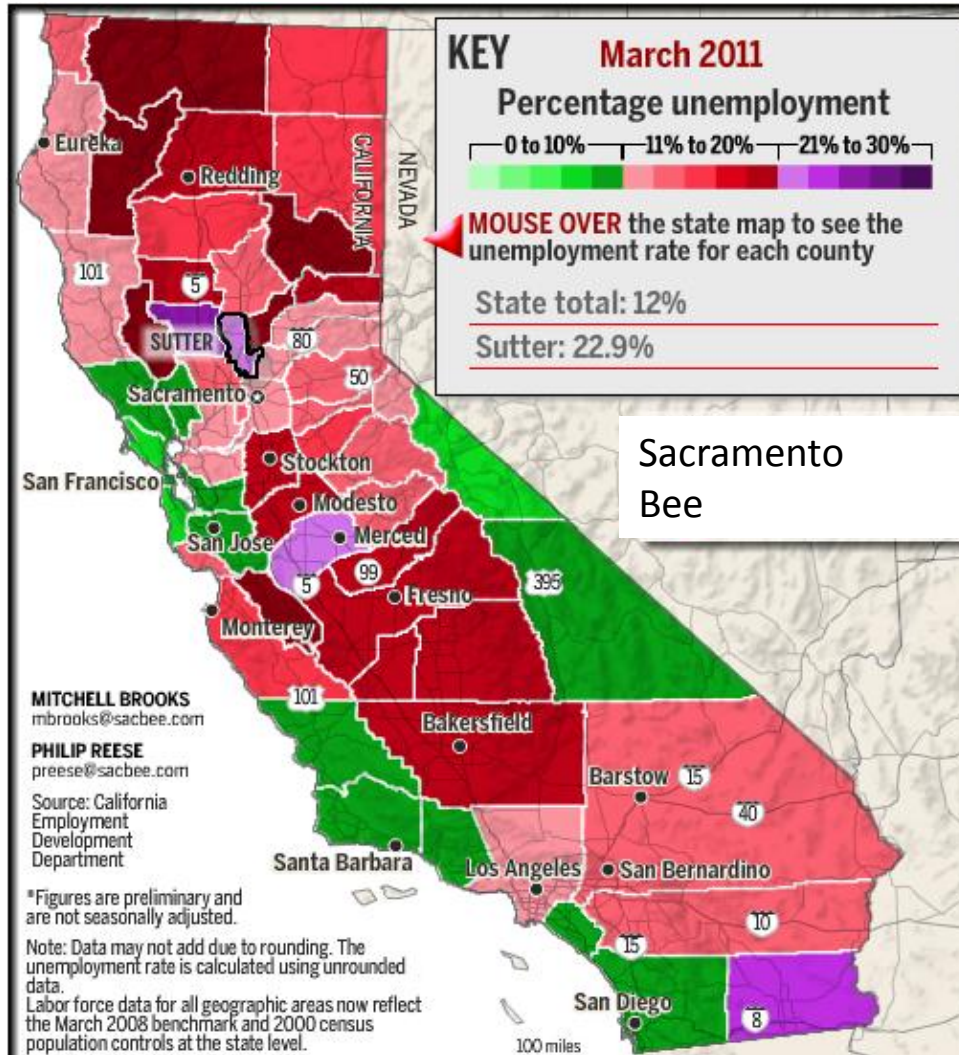 KEY
March 2011
Percentage unemployment
0 to 10%
11% to 20%
21% to 30%
MOUSE OVER the state map to see the
unemployment rate for each county
State total: 12%
Sutter: 22.9%
Sacramento
Bee
Eureka
Redding
CALIFORNIA
NEVADA
101
5
SUTTER
80
50
Sacramento
Stockton
San Francisco
Modesto
San Jose
Merced
99
5
395
Fresno
Monterey
101
Bakersfield
Barstow
15
40
Santa Barbara
Los Angeles
San Bernardino
10
15
San Diego
8
100 miles
MITCHELL BROOKS
mbrooks@sacbee.com
PHILIP REESE
preese@sacbee.com
Source: California
Employment
Development
Department
*Figures are preliminary and
are not seasonally adjusted.
Note: Data may not add due to rounding. The
unemployment rate is calculated using unrounded
data.
Labor force data for all geographic areas now reflect
the March 2008 benchmark and 2000 census
population controls at the state level.